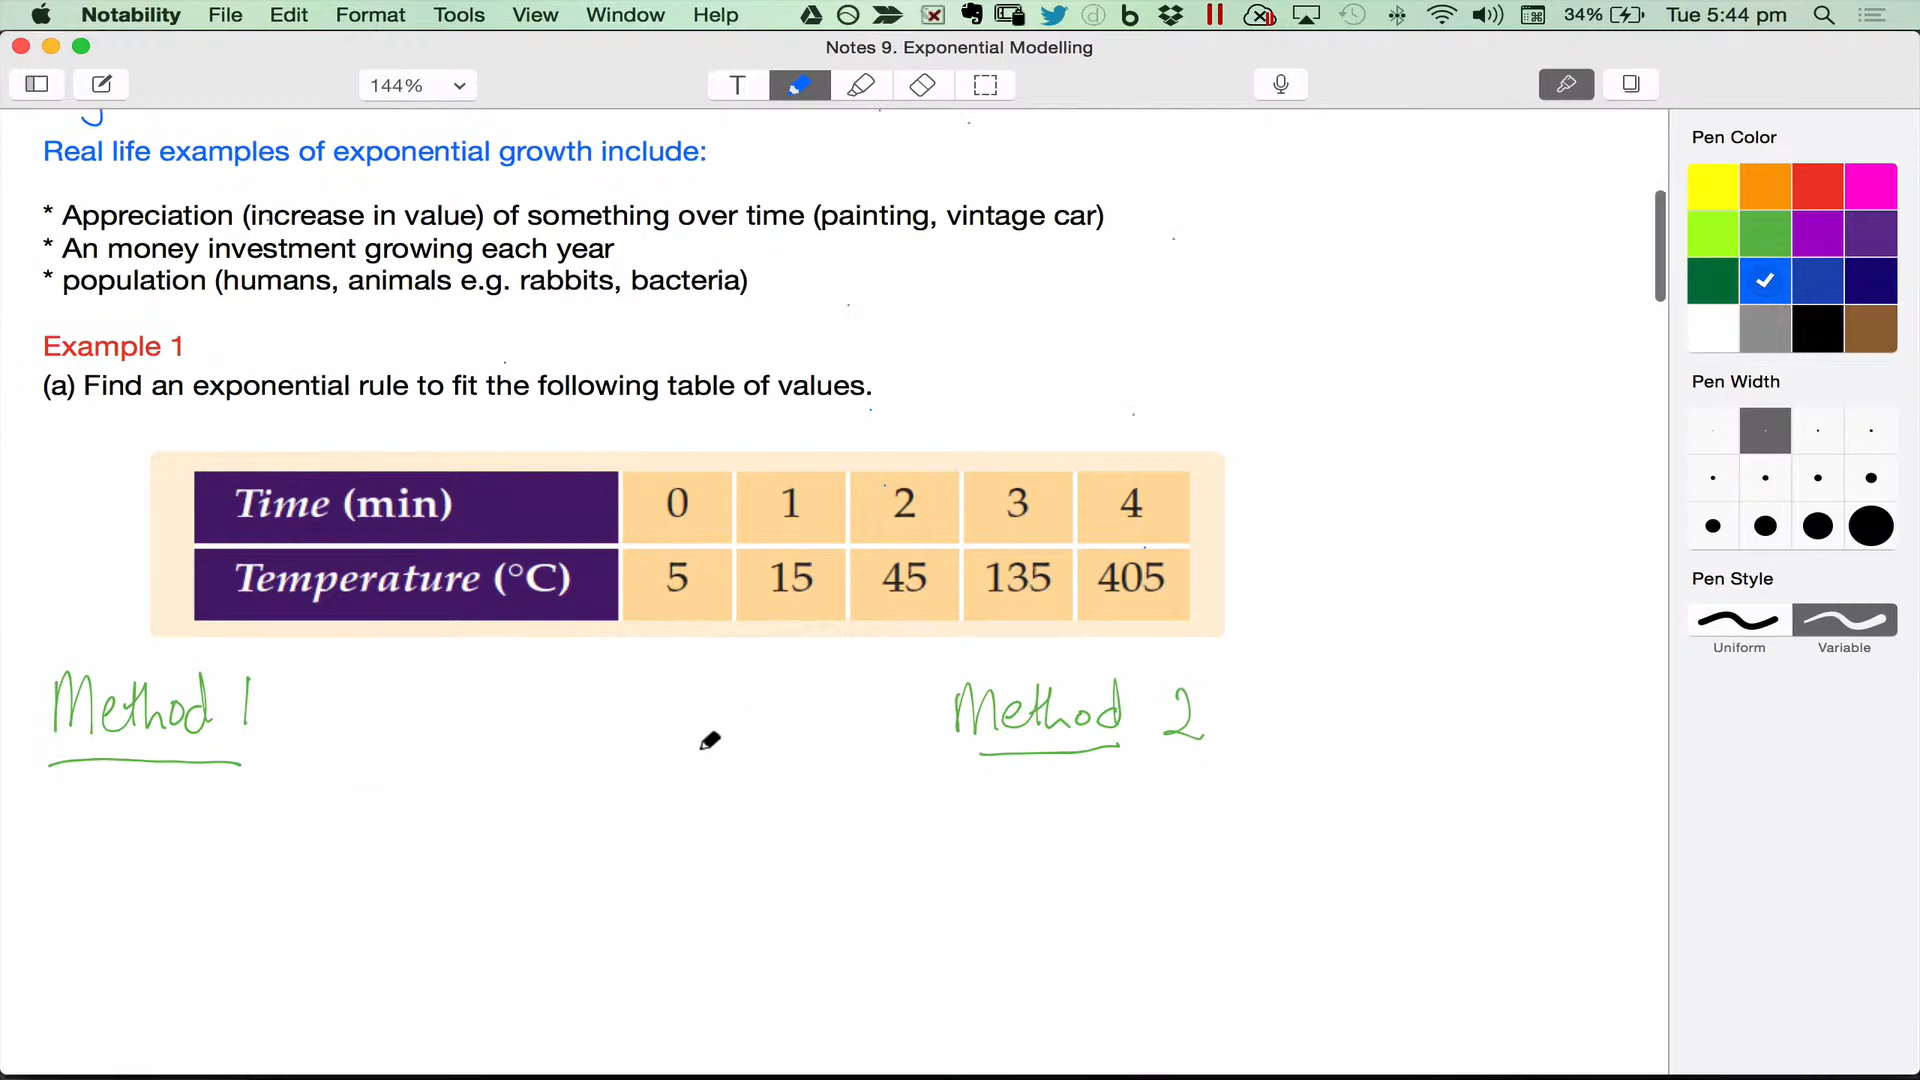 Notability File Edit Format Tools View Window Help 34% Tue 5:44 pm
Notes 9. Exponential Modelling
144% T
Real life examples of exponential growth include:
* Appreciation (increase in value) of something over time (painting, vintage car)
* An money investment growing each year
* population (humans, animals e.g. rabbits, bacteria)
Example 1
(a) Find an exponential rule to fit the following table of values.
Time (min) 0 1 2 3 4
Temperature (°C) 5 15 45 135 405
Method 1 Method 2
Pen Color
Pen Width
Pen Style
Uniform Variable